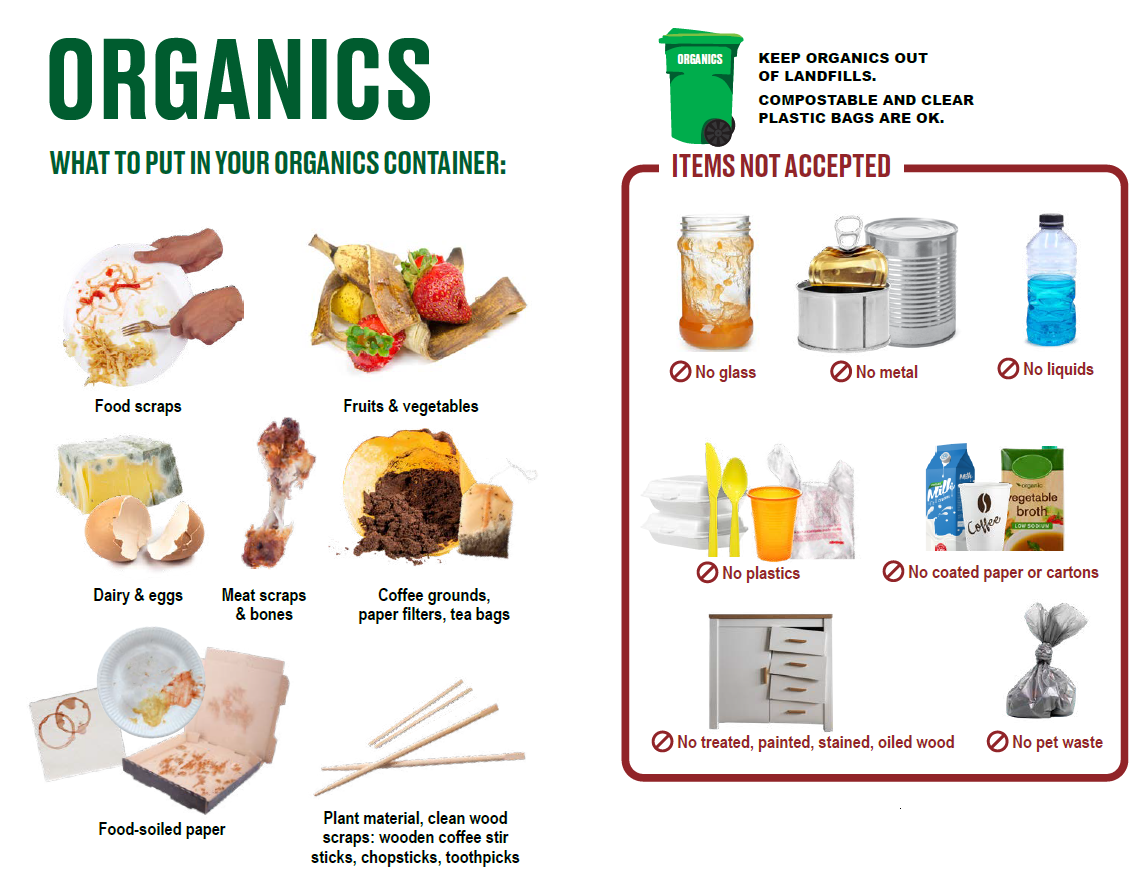 ORGANICS
WHAT TO PUT IN YOUR ORGANICS CONTAINER:
Food scraps
Fruits & vegetables
Dairy & eggs
Meat scraps
& bones
Coffee grounds,
paper filters, tea bags
Food-soiled paper
Plant material, clean wood
scraps: wooden coffee stir
sticks, chopsticks, toothpicks
ORGANICS
KEEP ORGANICS OUT
OF LANDFILLS.
COMPOSTABLE AND CLEAR
PLASTIC BAGS ARE OK.
ITEMS NOT ACCEPTED
No glass
No metal
No liquids
No plastics
Milk
Milk
Coffee
organic
vegetable
broth
LOW SODIUM
No coated paper or cartons
No treated, painted, stained, oiled wood
No pet waste